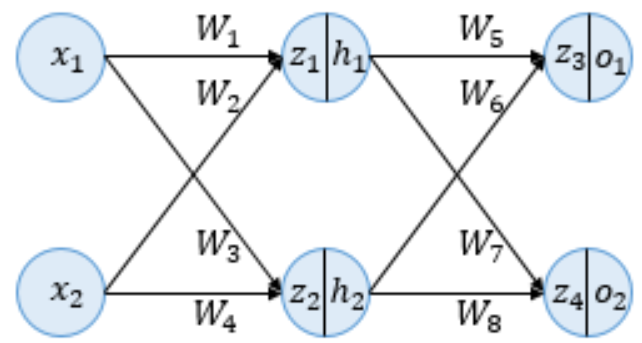 W₁ W₅
x₁ z₁ h₁ z₃ o₁
W₂ W₆
W₃ W₇
x₂ z₂ h₂ z₄ o₂
W₄ W₈